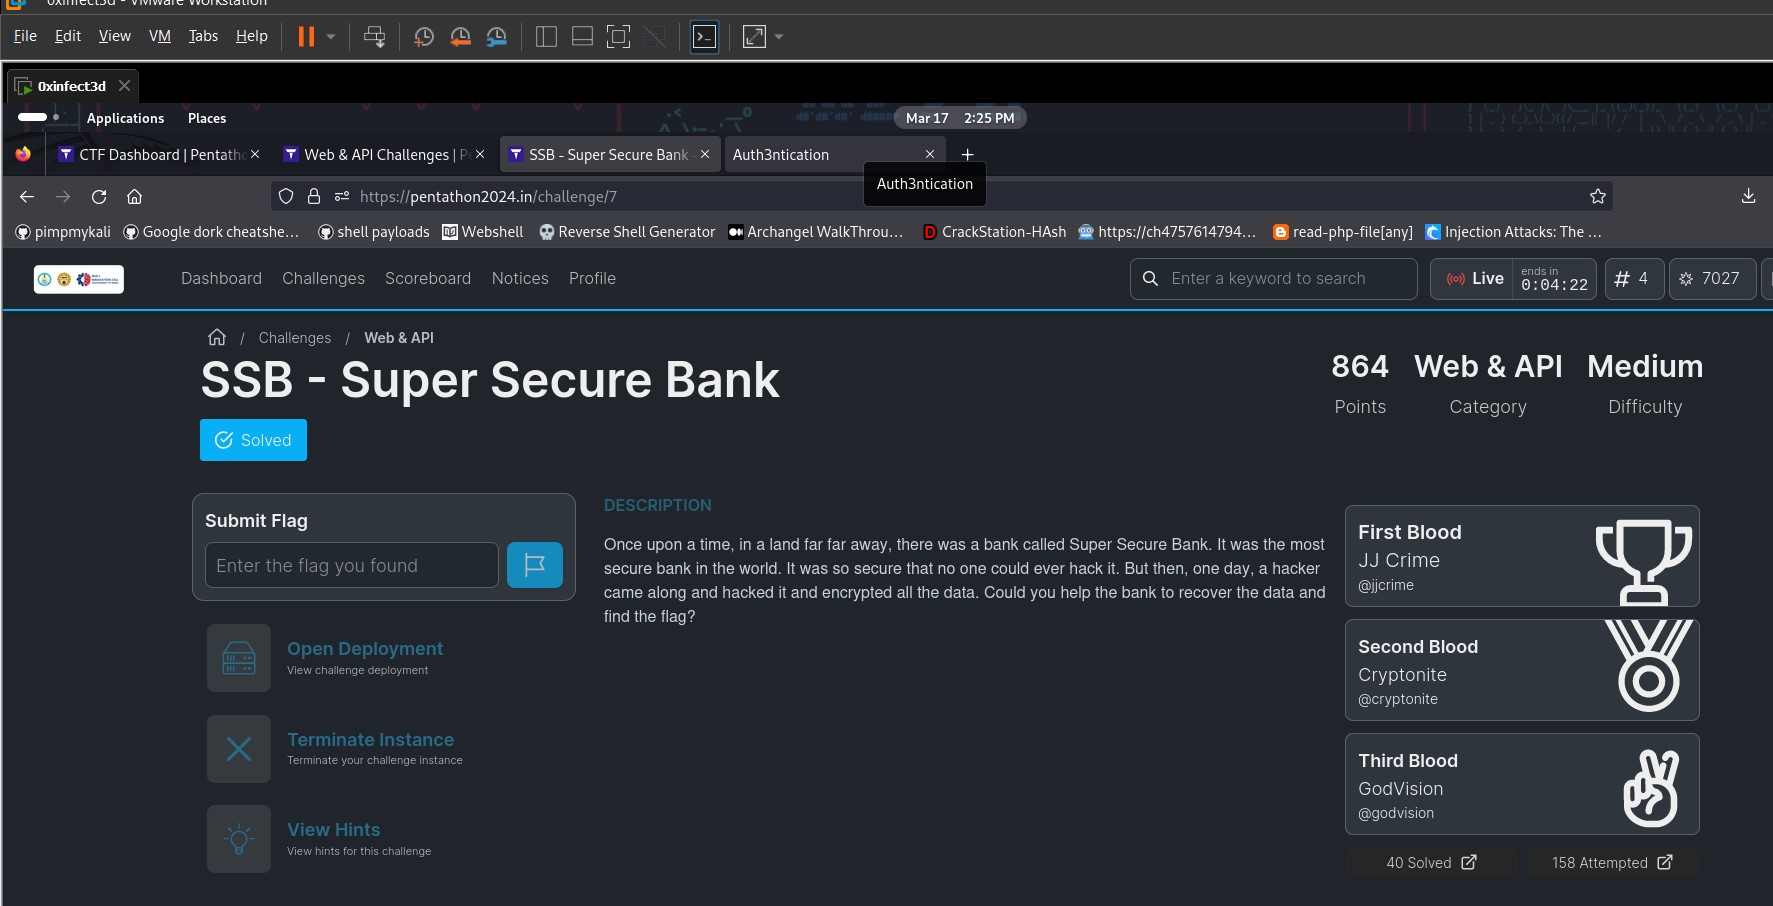 0xinfect3d - VMware Workstation
File Edit View VM Tabs Help
0xinfect3d
Applications Places Mar 17 2:25 PM
CTF Dashboard | Pentatho Web & API Challenges | Pe SSB - Super Secure Bank - Auth3ntication
Auth3ntication
https://pentathon2024.in/challenge/7
pimpmykali Google dork cheatshe... shell payloads Webshell Reverse Shell Generator Archangel WalkThrou... CrackStation-HAsh https://ch4757614794... read-php-file[any] Injection Attacks: The ...
Dashboard Challenges Scoreboard Notices Profile Enter a keyword to search Live ends in 0:04:22 # 4 7027
/ Challenges / Web & API
SSB - Super Secure Bank
864 Web & API Medium
Points Category Difficulty
Solved
Submit Flag
Enter the flag you found
Open Deployment
View challenge deployment
Terminate Instance
Terminate your challenge instance
View Hints
View hints for this challenge
DESCRIPTION
Once upon a time, in a land far far away, there was a bank called Super Secure Bank. It was the most
secure bank in the world. It was so secure that no one could ever hack it. But then, one day, a hacker
came along and hacked it and encrypted all the data. Could you help the bank to recover the data and
find the flag?
First Blood
JJ Crime
@jjcrime
Second Blood
Cryptonite
@cryptonite
Third Blood
GodVision
@godvision
40 Solved 158 Attempted